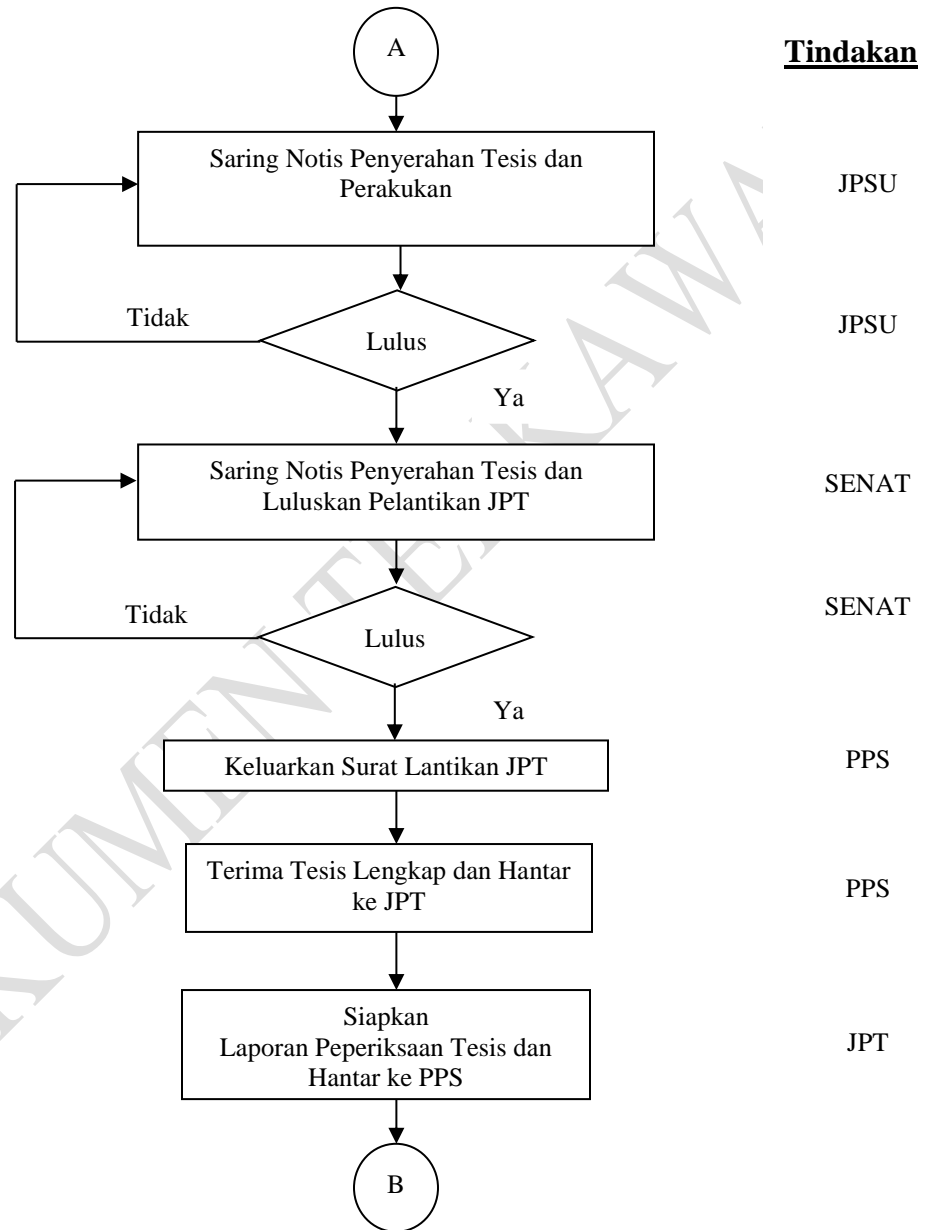 A
Tindakan
Saring Notis Penyerahan Tesis dan
Perakukan
JPSU
Tidak
Lulus
JPSU
Ya
Saring Notis Penyerahan Tesis dan
Luluskan Pelantikan JPT
SENAT
Tidak
Lulus
SENAT
Ya
Keluarkan Surat Lantikan JPT
PPS
Terima Tesis Lengkap dan Hantar
ke JPT
PPS
Siapkan
Laporan Peperiksaan Tesis dan
Hantar ke PPS
JPT
B